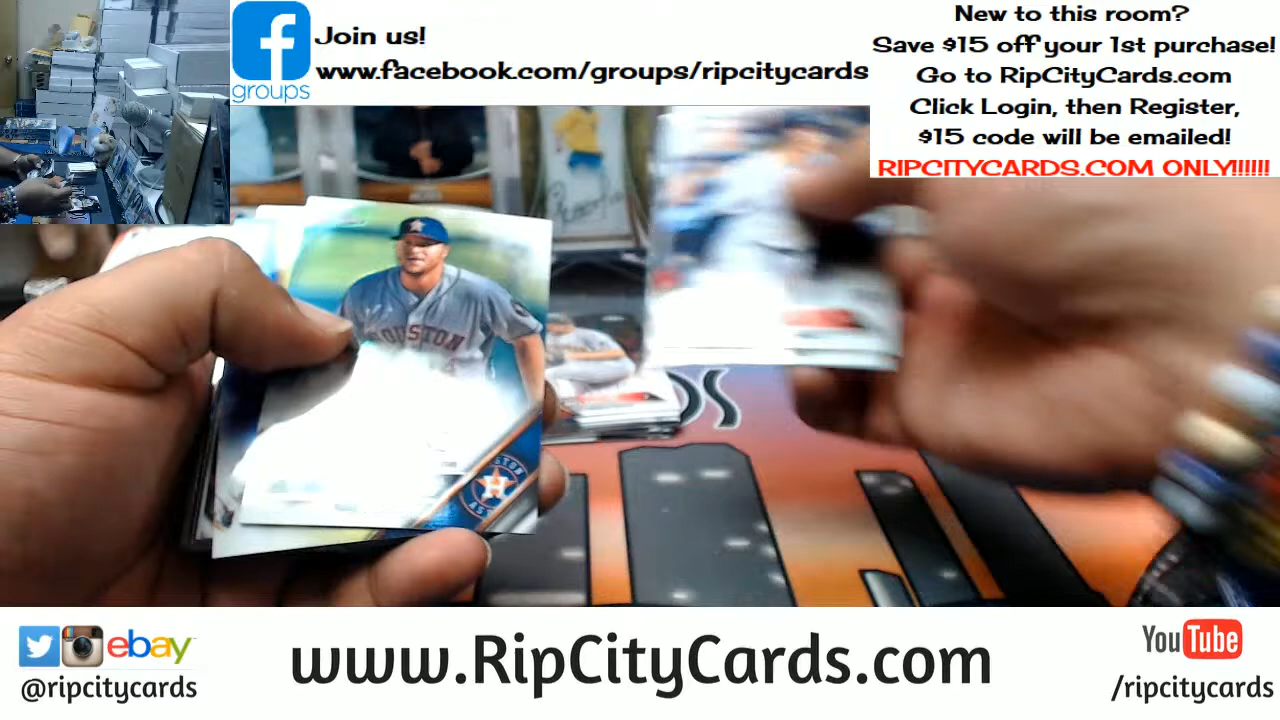 Join us!
www.facebook.com/groups/ripcitycards
groups
New to this room?
Save $15 off your 1st purchase!
Go to RipCityCards.com
Click Login, then Register,
$15 code will be emailed!
RIPCITYCARDS.COM ONLY!!!!!!
HOUSTON
HOUSTON
H
DS
ebay
@ripcitycards
www.RipCityCards.com
YouTube
/ripcitycards